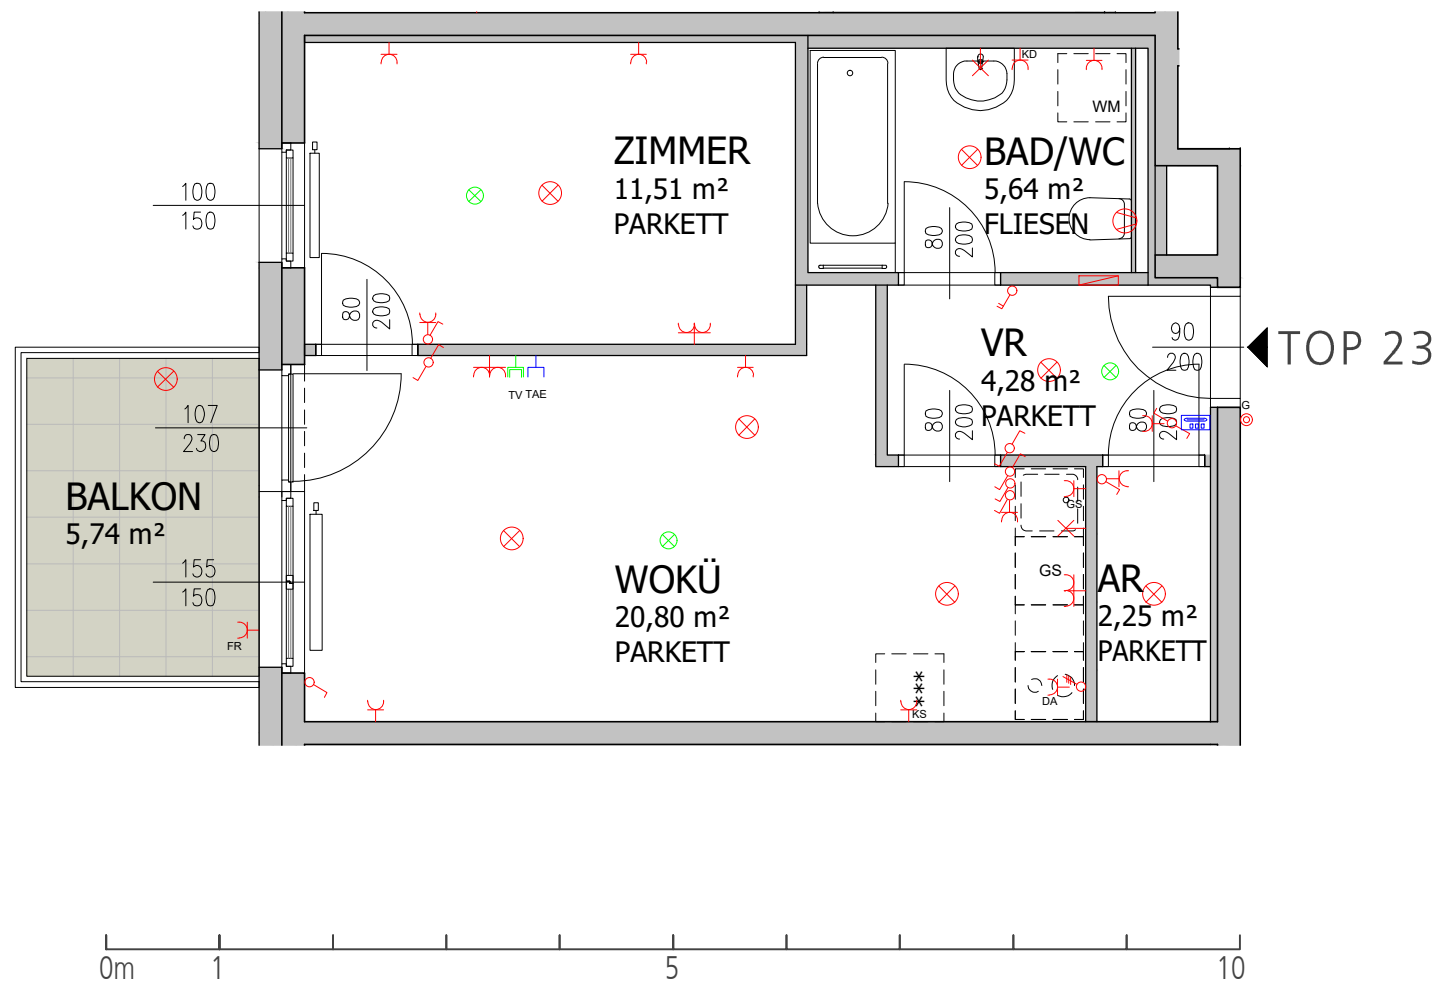 KD
WM
ZIMMER
11,51 m²
PARKETT
BAD/WC
5,64 m²
FLIESEN
100
150
80
200
80
200
VR
4,28 m²
PARKETT
90
200
TOP 23
TV TAE
80
200
80
200
G
107
230
BALKON
5,74 m²
155
150
FR
WOKÜ
20,80 m²
PARKETT
GS
GS
AR
2,25 m²
PARKETT
KS
DA
0m 1 5 10